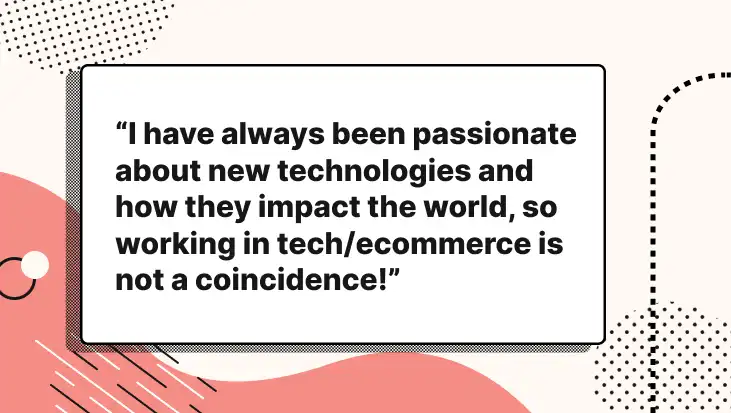 “I have always been passionate
about new technologies and
how they impact the world, so
working in tech/ecommerce is
not a coincidence!”